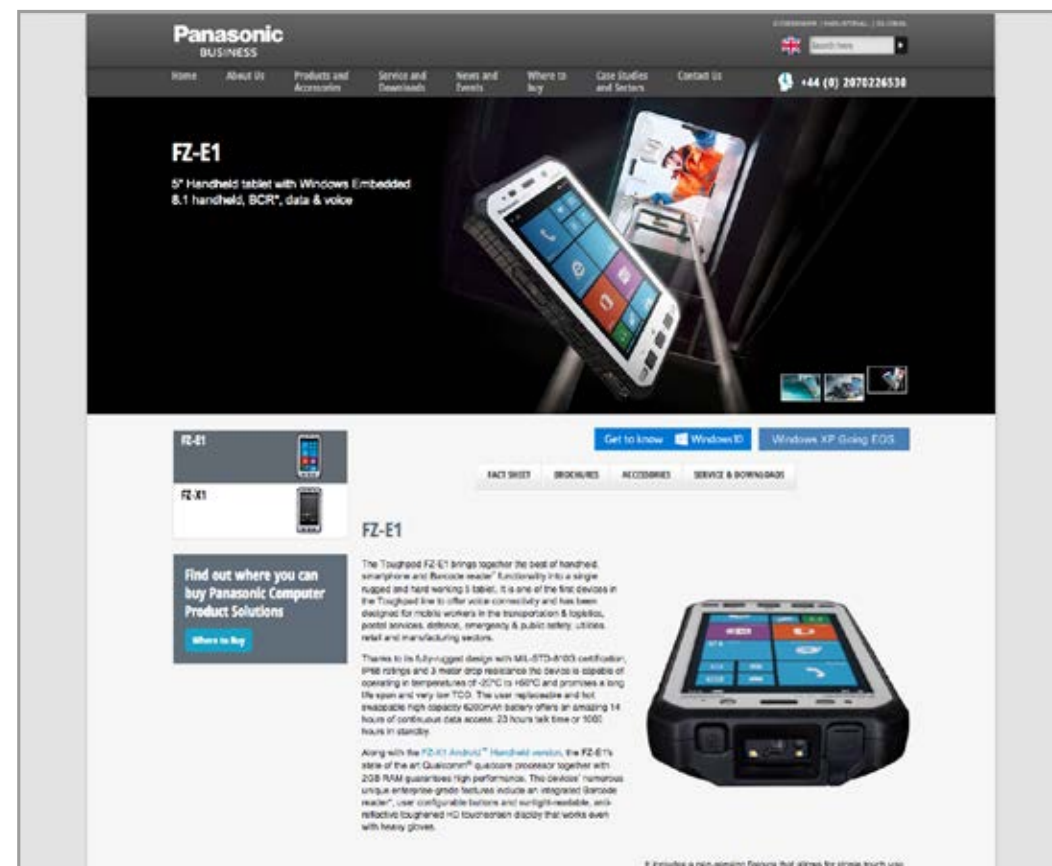 Panasonic
BUSINESS
Search here
Home
About Us
Products and
Accessories
Service and
Downloads
News and
Events
Where to
buy
Case Studies
and Sectors
Contact Us
+44 (0) 2070226530
FZ-E1
5" Handheld tablet with Windows Embedded
8.1 handheld, BCR*, data & voice
FZ-E1
FZ-X1
Get to know Windows 10
Windows XP Going EOS
FACT SHEET
BROCHURES
ACCESSORIES
SERVICE & DOWNLOADS
Find out where you can
buy Panasonic Computer
Product Solutions
Where to Buy
FZ-E1
The Toughpad FZ-E1 brings together the best of handheld,
smartphone and Barcode reader* functionality into a single
rugged and hard working 5 tablet. It is one of the first devices in
the Toughpad line to offer voice connectivity and has been
designed for mobile workers in the transportation & logistics,
postal services, defence, emergency & public safety, utilities,
retail and manufacturing sectors.
Thanks to its fully-rugged design with MIL-STD-810G certification,
IP68 ratings and 3 meter drop resistance the device is capable of
operating in temperatures of -20°C to +60°C and promises a long
life span and very low TCO. The user replaceable and hot
swappable high capacity 6200mAh battery offers an amazing 14
hours of continuous data access, 23 hours talk time or 1000
hours in standby.
Along with the FZ-X1 Android™ Handheld version, the FZ-E1's
state of the art Qualcomm® quadcore processor together with
2GB RAM guarantees high performance. The devices' numerous
unique enterprise-grade features include an integrated Barcode
reader*, user configurable buttons and sunlight-readable, anti-
reflective toughened HD touchscreen display that works even
with heavy gloves.